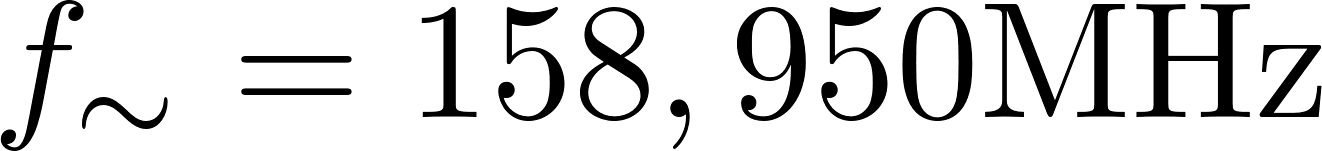 f~ = 158, 950MHz